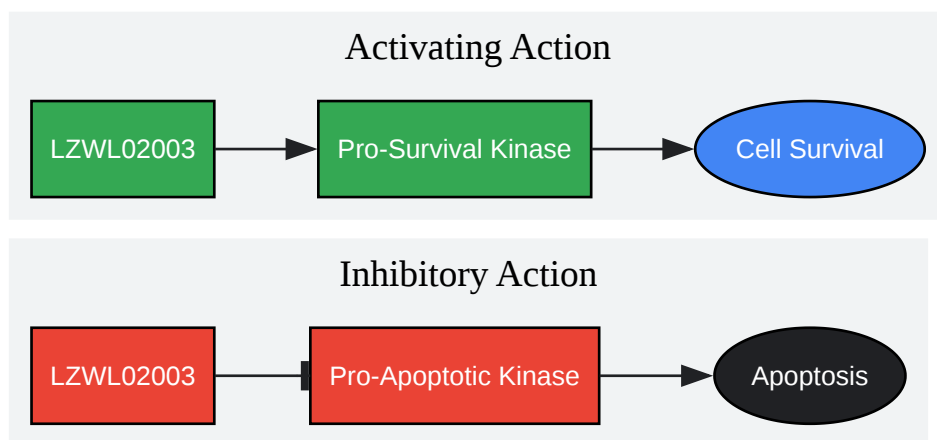 Activating Action
LZWL02003
Pro-Survival Kinase
Cell Survival
Inhibitory Action
LZWL02003
Pro-Apoptotic Kinase
Apoptosis